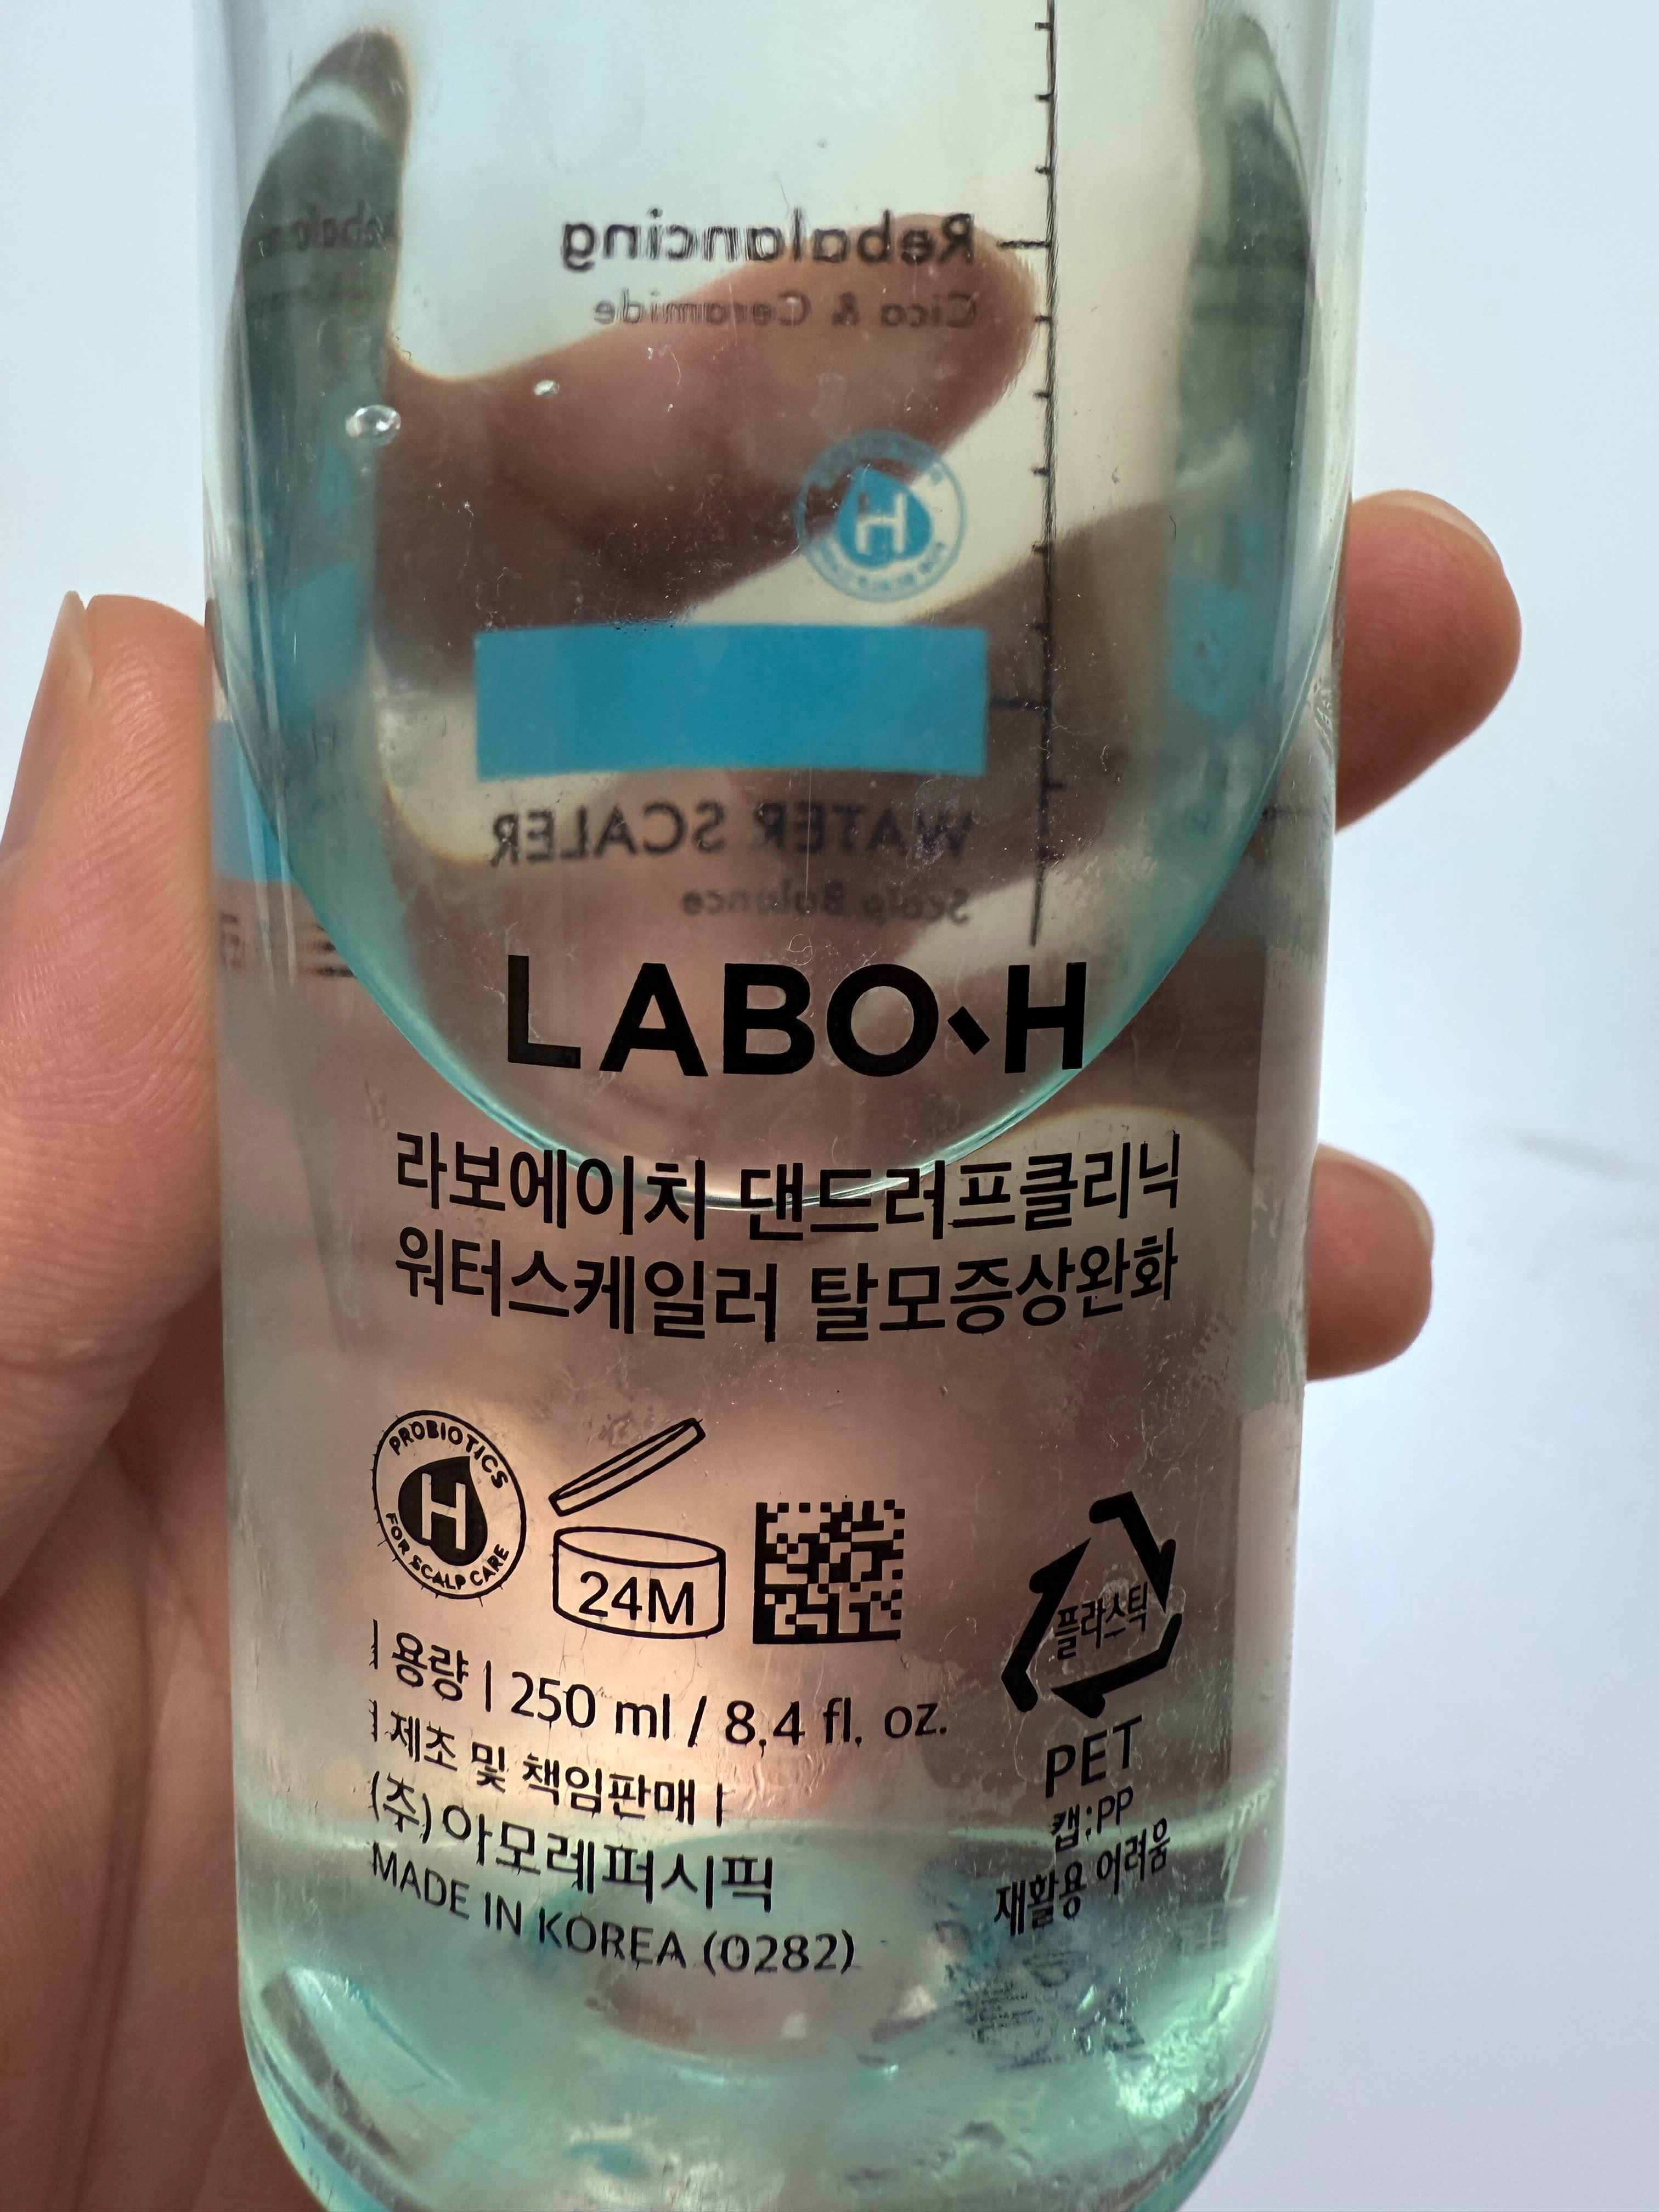 Rebalancing
Cica & Ceramide
H
WATER SCALER
Scalp Balance
LABO-H
라보에이치 댄드러프클리닉
워터스케일러 탈모증상완화
PROBIOTICS
H
FOR SCALP CARE
24M
플라스틱
PET
캡:PP
재활용 어려움
| 용량 | 250 ml / 8.4 fl. oz.
| 제조 및 책임판매 |
(주)아모레퍼시픽
MADE IN KOREA (0282)